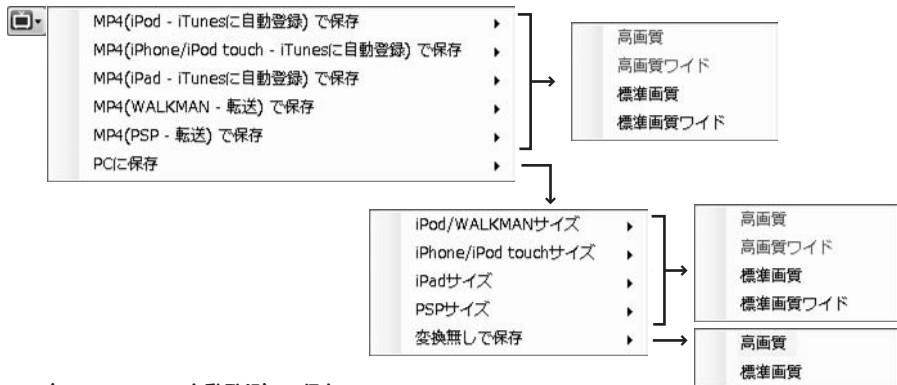 MP4(iPod - iTunesに自動登録) で保存
MP4(iPhone/iPod touch - iTunesに自動登録) で保存
MP4(iPad - iTunesに自動登録) で保存
MP4(WALKMAN - 転送) で保存
MP4(PSP - 転送) で保存
PCに保存
高画質
高画質ワイド
標準画質
標準画質ワイド
iPod/WALKMANサイズ
iPhone/iPod touchサイズ
iPadサイズ
PSPサイズ
変換無しで保存
高画質
高画質ワイド
標準画質
標準画質ワイド
高画質
標準画質